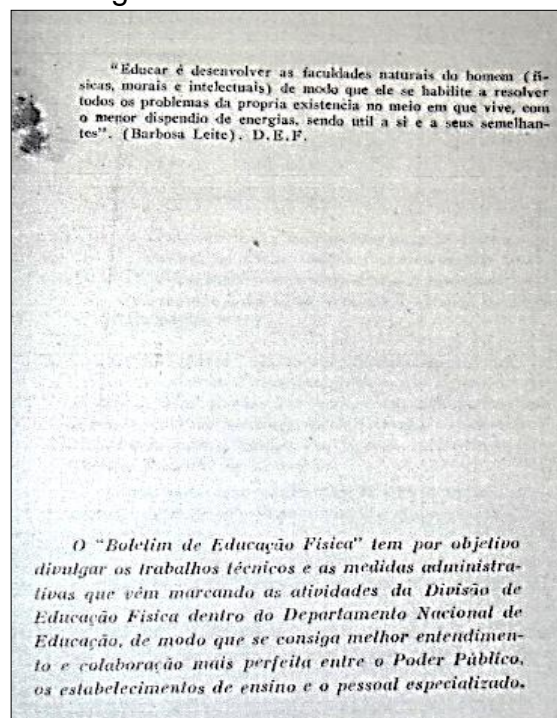 "Educar é desenvolver as faculdades naturais do homem (fí-
sicas, morais e intelectuais) de modo que ele se habilite a resolver
todos os problemas da propria existencia no meio em que vive, com
o menor dispendio de energias, sendo util a si e a seus semelhan-
tes". (Barbosa Leite). D.E.F.
O "Boletim de Educação Física" tem por objetivo
divulgar os trabalhos técnicos e as medidas administra-
tivas que vêm marcando as atividades da Divisão de
Educação Física dentro do Departamento Nacional de
Educação, de modo que se consiga melhor entendimen-
to e colaboração mais perfeita entre o Poder Público,
os estabelecimentos de ensino e o pessoal especializado.